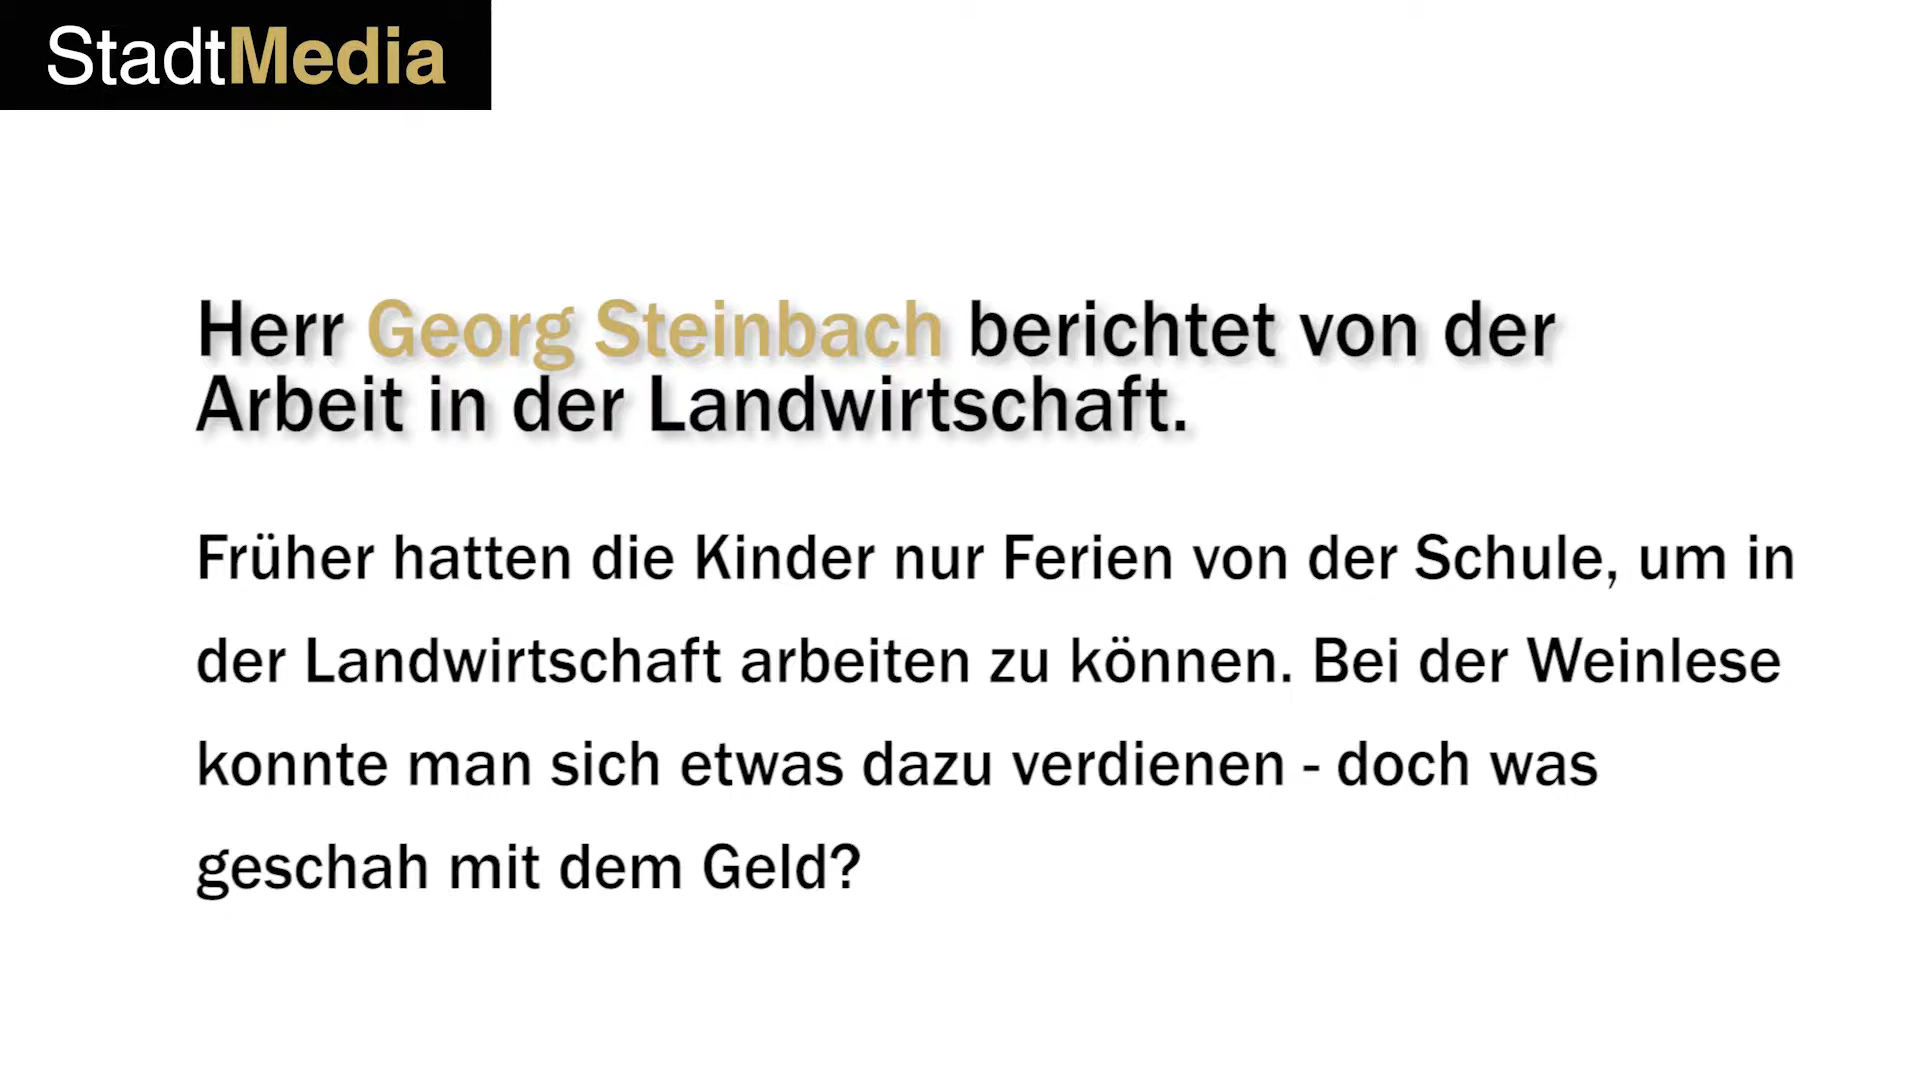 StadtMedia
Herr Georg Steinbach berichtet von der
Arbeit in der Landwirtschaft.
Früher hatten die Kinder nur Ferien von der Schule, um in
der Landwirtschaft arbeiten zu können. Bei der Weinlese
konnte man sich etwas dazu verdienen - doch was
geschah mit dem Geld?